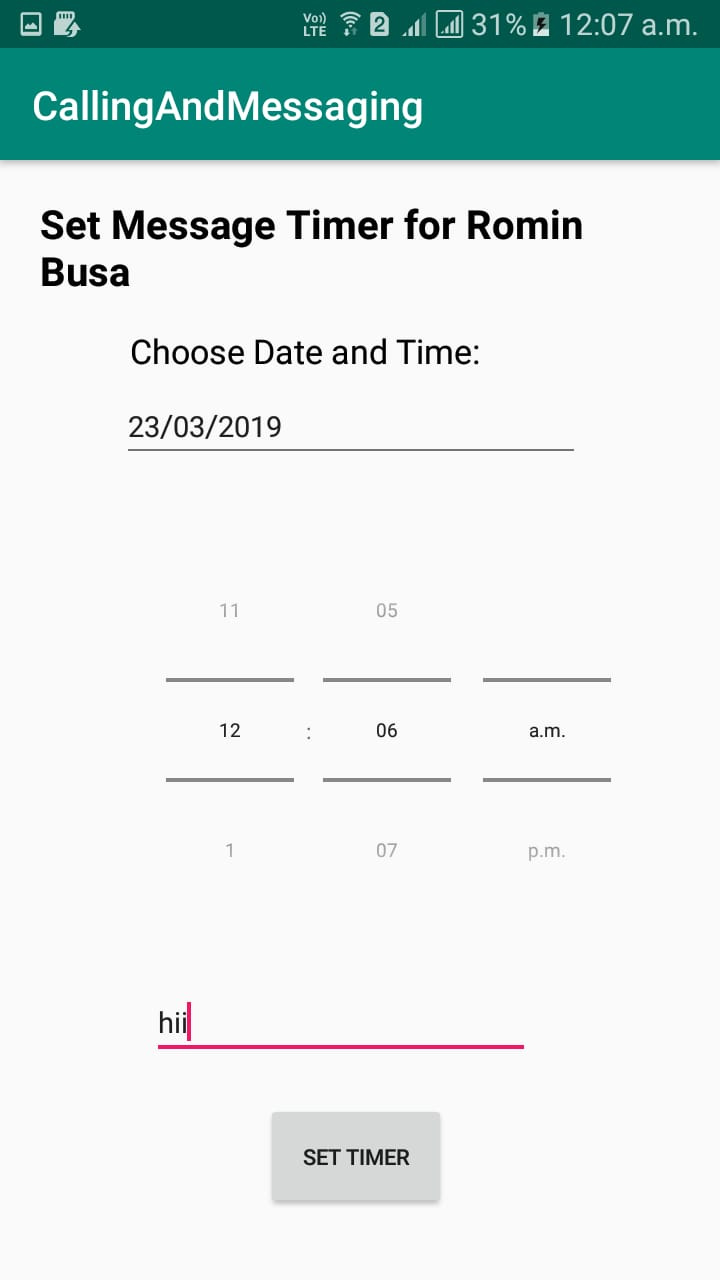 Vo)) LTE 2 31% 12:07 a.m.
CallingAndMessaging
Set Message Timer for Romin
Busa
Choose Date and Time:
23/03/2019
11 05
12 : 06 a.m.
1 07 p.m.
hii
SET TIMER